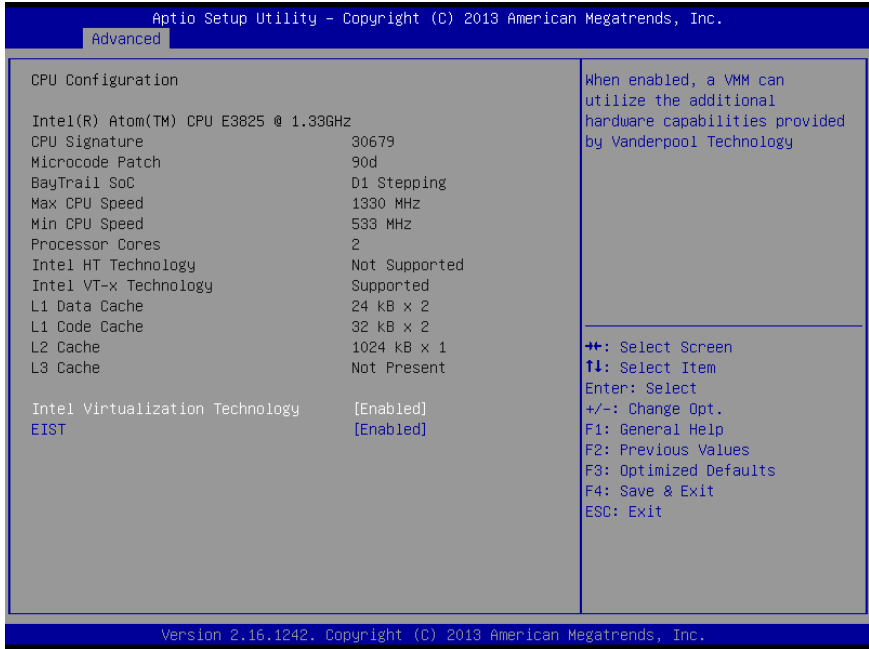 Aptio Setup Utility – Copyright (C) 2013 American Megatrends, Inc.
Advanced
CPU Configuration
Intel(R) Atom(TM) CPU E3825 @ 1.33GHz
CPU Signature 30679
Microcode Patch 90d
BayTrail SoC D1 Stepping
Max CPU Speed 1330 MHz
Min CPU Speed 533 MHz
Processor Cores 2
Intel HT Technology Not Supported
Intel VT-x Technology Supported
L1 Data Cache 24 kB x 2
L1 Code Cache 32 kB x 2
L2 Cache 1024 kB x 1
L3 Cache Not Present
Intel Virtualization Technology [Enabled]
EIST [Enabled]
When enabled, a VMM can
utilize the additional
hardware capabilities provided
by Vanderpool Technology
→←: Select Screen
↑↓: Select Item
Enter: Select
+/-: Change Opt.
F1: General Help
F2: Previous Values
F3: Optimized Defaults
F4: Save & Exit
ESC: Exit
Version 2.16.1242. Copyright (C) 2013 American Megatrends, Inc.